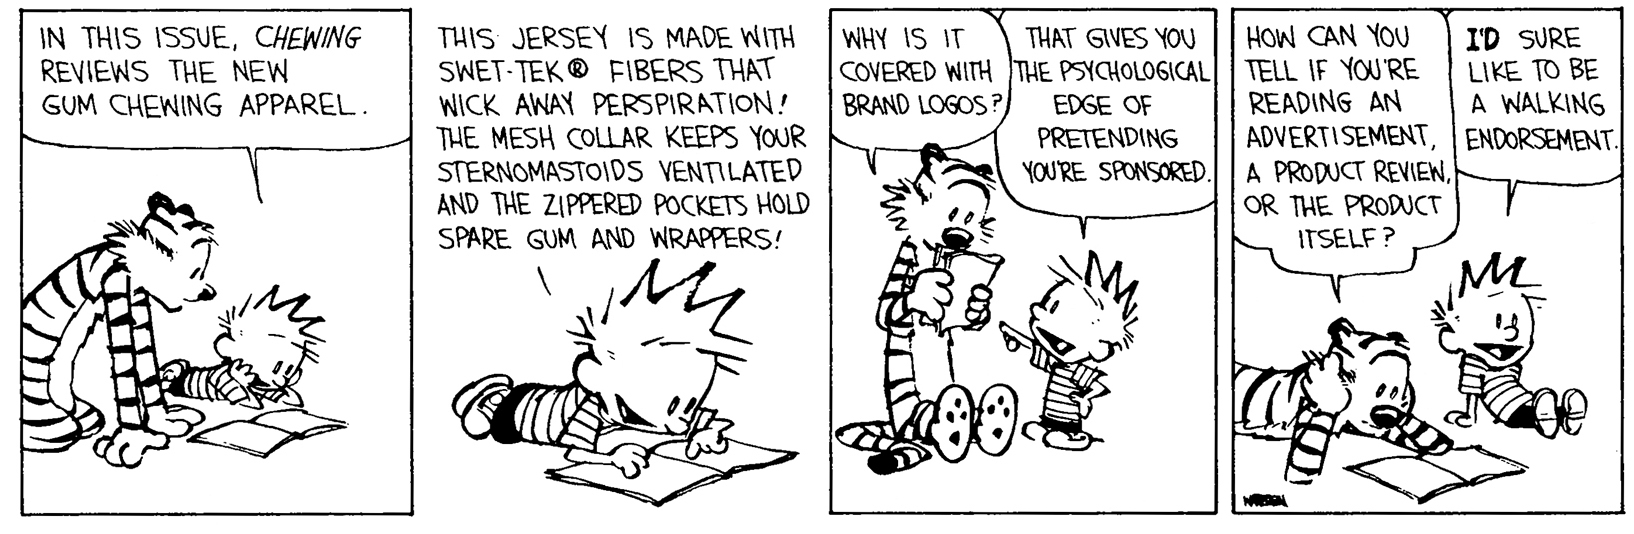 IN THIS ISSUE, CHEWING
REVIEWS THE NEW
GUM CHEWING APPAREL.
THIS JERSEY IS MADE WITH
SWET-TEK® FIBERS THAT
WICK AWAY PERSPIRATION!
THE MESH COLLAR KEEPS YOUR
STERNOMASTOIDS VENTILATED
AND THE ZIPPERED POCKETS HOLD
SPARE GUM AND WRAPPERS!
WHY IS IT
COVERED WITH
BRAND LOGOS?
THAT GIVES YOU
THE PSYCHOLOGICAL
EDGE OF
PRETENDING
YOU'RE SPONSORED.
HOW CAN YOU
TELL IF YOU'RE
READING AN
ADVERTISEMENT,
A PRODUCT REVIEW,
OR THE PRODUCT
ITSELF?
I'D SURE
LIKE TO BE
A WALKING
ENDORSEMENT.